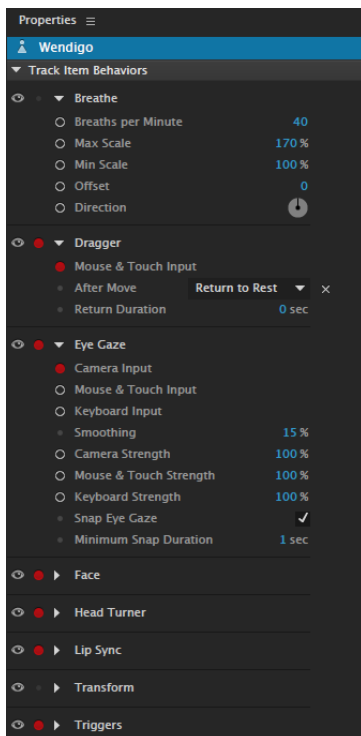 Properties
Wendigo
Track Item Behaviors
Breathe
Breaths per Minute 40
Max Scale 170 %
Min Scale 100 %
Offset 0
Direction
Dragger
Mouse & Touch Input
After Move Return to Rest
Return Duration 0 sec
Eye Gaze
Camera Input
Mouse & Touch Input
Keyboard Input
Smoothing 15 %
Camera Strength 100 %
Mouse & Touch Strength 100 %
Keyboard Strength 100 %
Snap Eye Gaze
Minimum Snap Duration 1 sec
Face
Head Turner
Lip Sync
Transform
Triggers